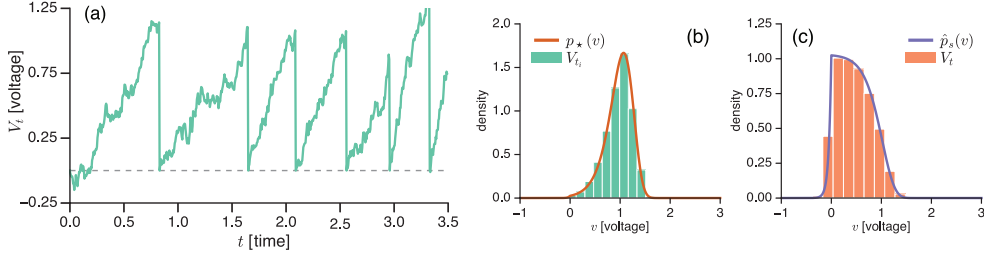 (a)
1.25
0.75
0.25
−0.25
V_t [voltage]
0.0 0.5 1.0 1.5 2.0 2.5 3.0 3.5
t [time]
(b)
p⋆(v)
V_{t_i}
2.0
1.5
1.0
0.5
0.0
density
−1 0 1 2 3
v [voltage]
(c)
p̂_s(v)
V_t
1.25
1.00
0.75
0.50
0.25
0.00
density
−1 0 1 2 3
v [voltage]